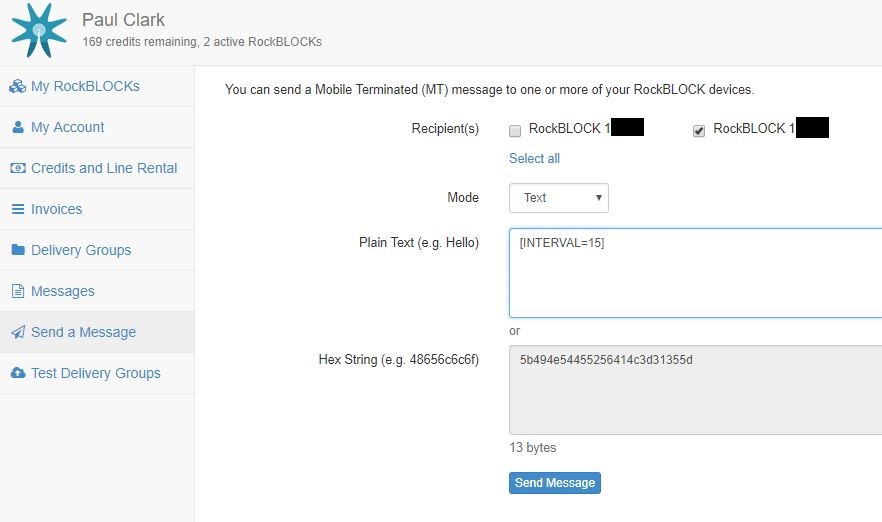 Paul Clark
169 credits remaining, 2 active RockBLOCKs
My RockBLOCKs
My Account
Credits and Line Rental
Invoices
Delivery Groups
Messages
Send a Message
Test Delivery Groups
You can send a Mobile Terminated (MT) message to one or more of your RockBLOCK devices.
Recipient(s) RockBLOCK 1 RockBLOCK 1
Select all
Mode Text
Plain Text (e.g. Hello) [INTERVAL=15]
or
Hex String (e.g. 48656c6c6f) 5b494e54455256414c3d31355d
13 bytes
Send Message